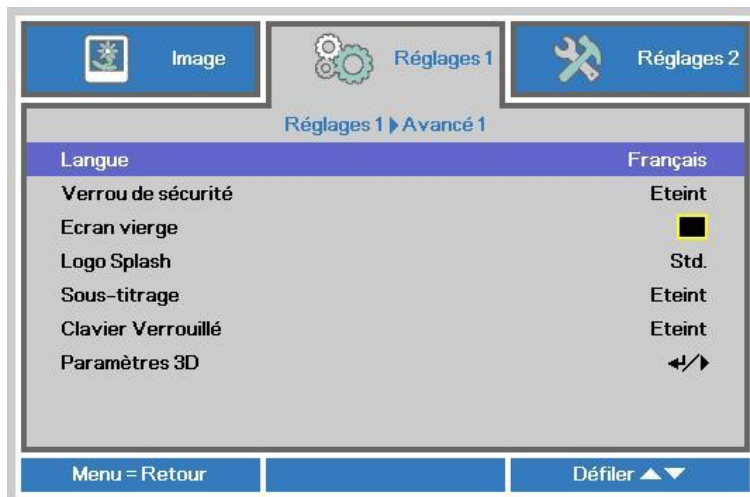 Image
Réglages 1
Réglages 2
Réglages 1 ▶ Avancé 1
Langue Français
Verrou de sécurité Eteint
Ecran vierge
Logo Splash Std.
Sous-titrage Eteint
Clavier Verrouillé Eteint
Paramètres 3D ↵/▶
Menu = Retour
Défiler ▲▼